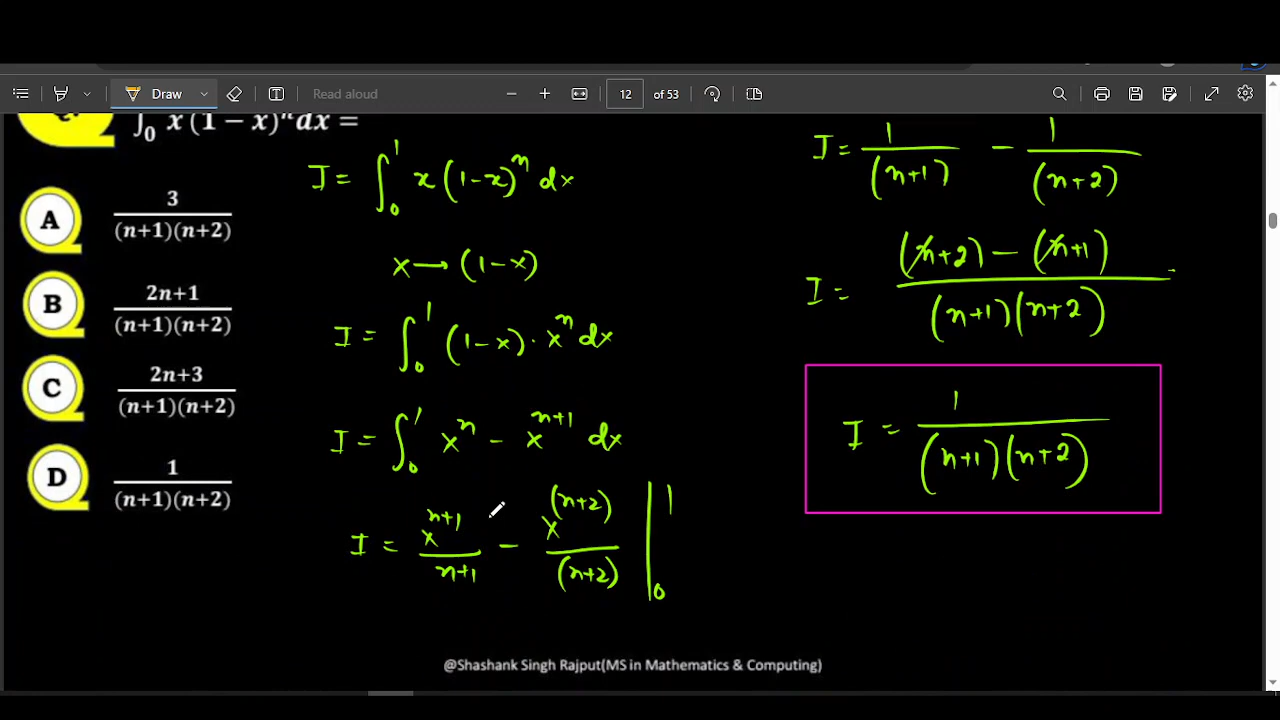 Draw
Read aloud
12 of 53
∫₀ x(1−x)ⁿdx =
A 3/((n+1)(n+2))
B (2n+1)/((n+1)(n+2))
C (2n+3)/((n+1)(n+2))
D 1/((n+1)(n+2))
I = ∫₀¹ x(1−x)ⁿ dx
x → (1−x)
I = ∫₀¹ (1−x)·xⁿ dx
I = ∫₀¹ xⁿ − xⁿ⁺¹ dx
I = xⁿ⁺¹/(n+1) − x⁽ⁿ⁺²⁾/(n+2) |₀¹
I = 1/(n+1) − 1/(n+2)
I = ((n+2) − (n+1))/((n+1)(n+2))
I = 1/((n+1)(n+2))
@Shashank Singh Rajput(MS in Mathematics & Computing)